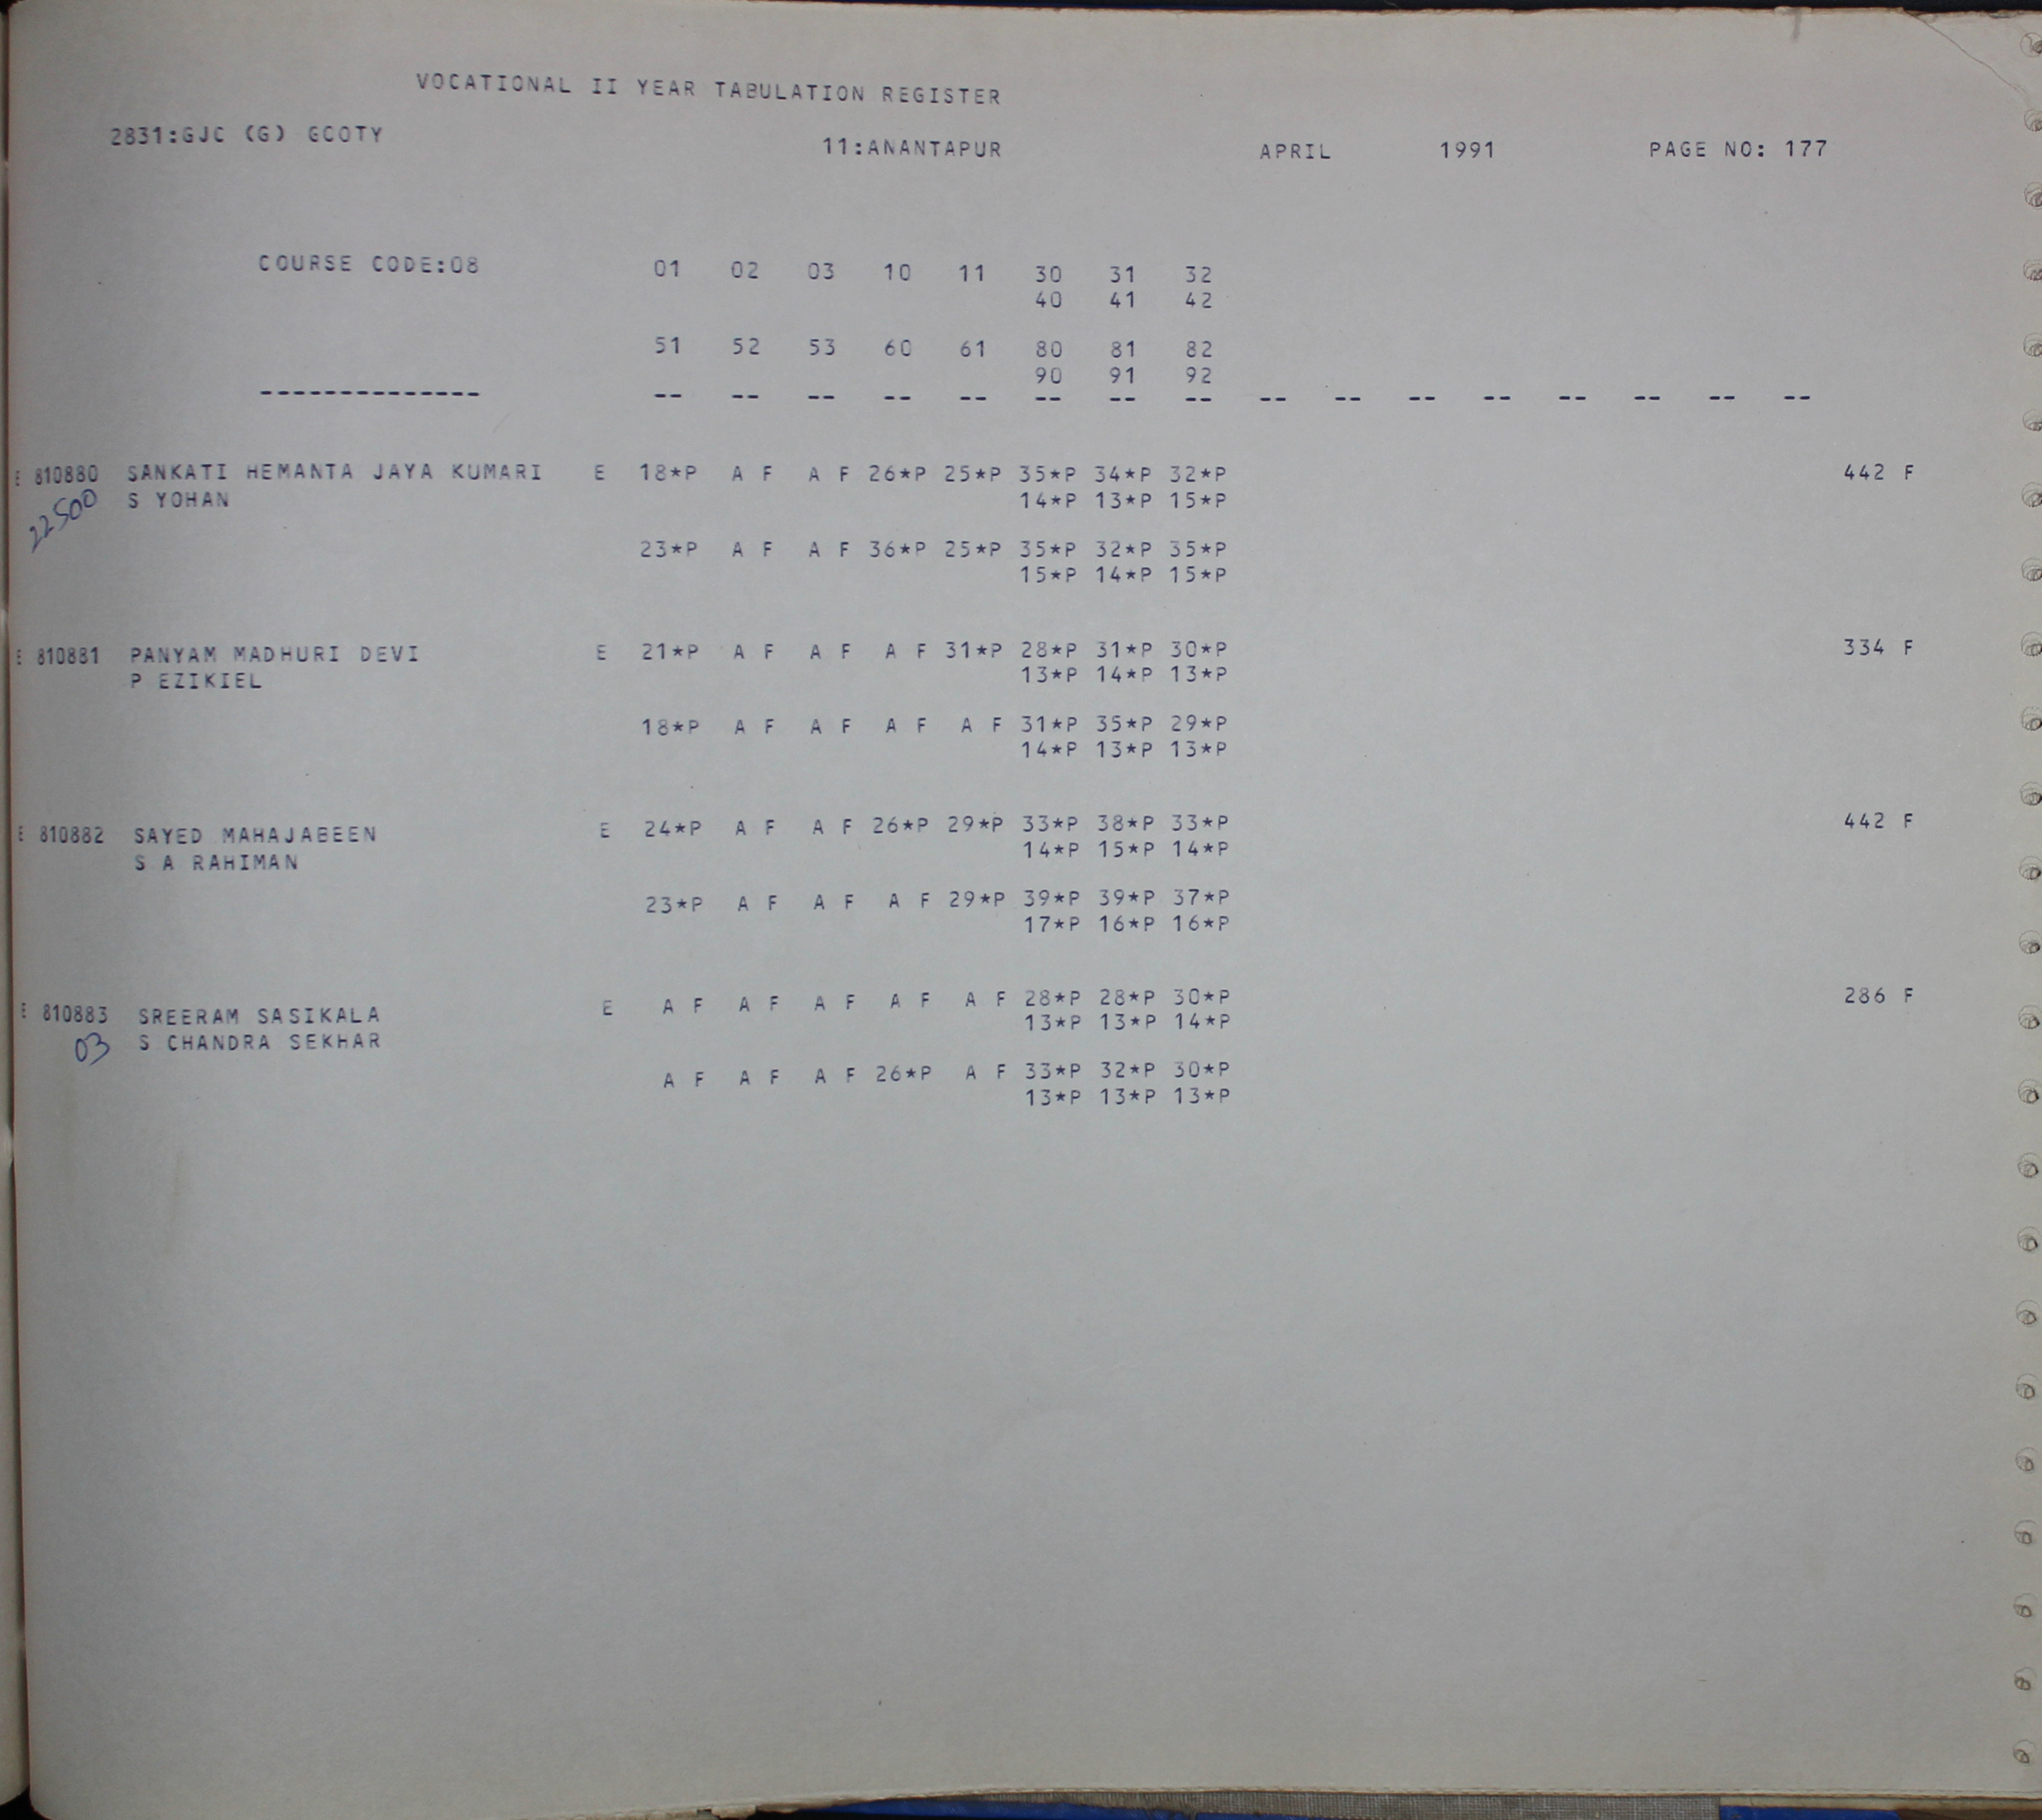 VOCATIONAL II YEAR TABULATION REGISTER
2831:GJC (G) GOOTY 11:ANANTAPUR APRIL 1991 PAGE NO: 177
COURSE CODE:08 01 02 03 10 11 30 31 32
40 41 42
51 52 53 60 61 80 81 82
90 91 92
-------------- -- -- -- -- -- -- -- -- -- -- -- -- -- -- -- --
E 810880 SANKATI HEMANTA JAYA KUMARI E 18*P A F A F 26*P 25*P 35*P 34*P 32*P 442 F
22500 S YOHAN 14*P 13*P 15*P
23*P A F A F 36*P 25*P 35*P 32*P 35*P
15*P 14*P 15*P
E 810881 PANYAM MADHURI DEVI E 21*P A F A F A F 31*P 28*P 31*P 30*P 334 F
P EZIKIEL 13*P 14*P 13*P
18*P A F A F A F A F 31*P 35*P 29*P
14*P 13*P 13*P
E 810882 SAYED MAHAJABEEN E 24*P A F A F 26*P 29*P 33*P 38*P 33*P 442 F
S A RAHIMAN 14*P 15*P 14*P
23*P A F A F A F 29*P 39*P 39*P 37*P
17*P 16*P 16*P
E 810883 SREERAM SASIKALA E A F A F A F A F A F 28*P 28*P 30*P 286 F
03 S CHANDRA SEKHAR 13*P 13*P 14*P
A F A F A F 26*P A F 33*P 32*P 30*P
13*P 13*P 13*P